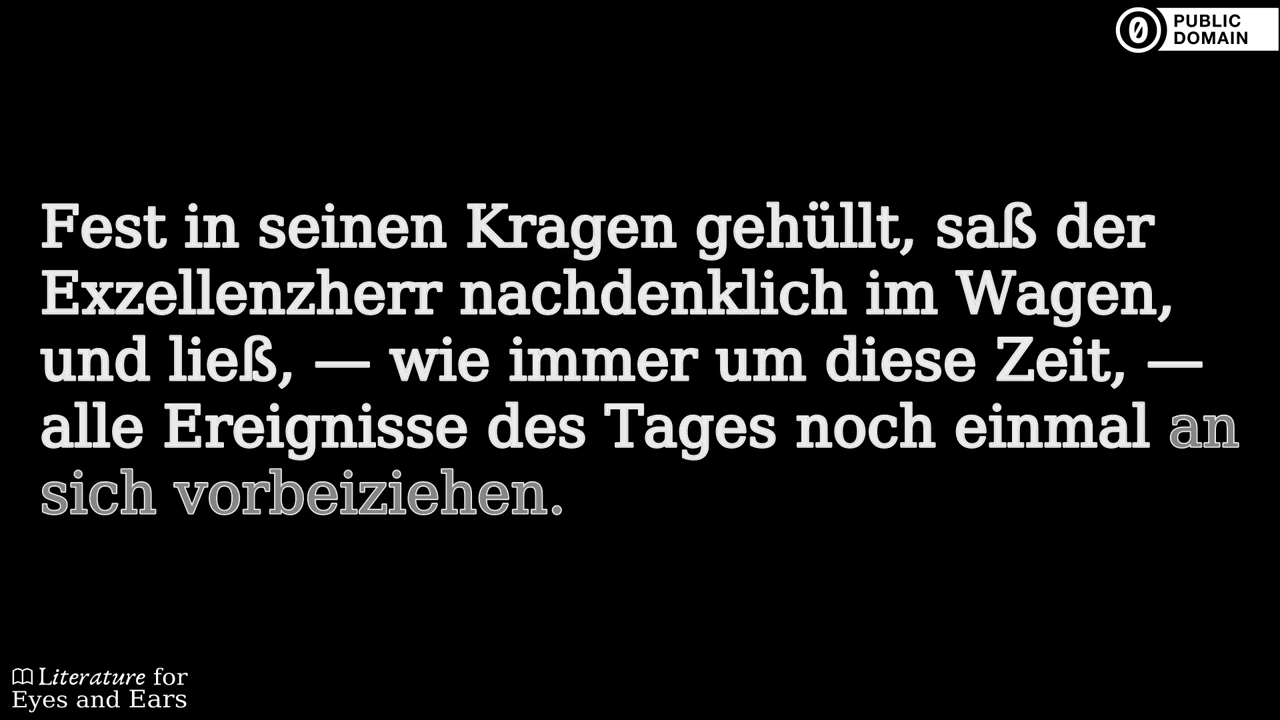 PUBLIC
DOMAIN
Fest in seinen Kragen gehüllt, saß der
Exzellenzherr nachdenklich im Wagen,
und ließ, — wie immer um diese Zeit, —
alle Ereignisse des Tages noch einmal an
sich vorbeiziehen.
Literature for
Eyes and Ears